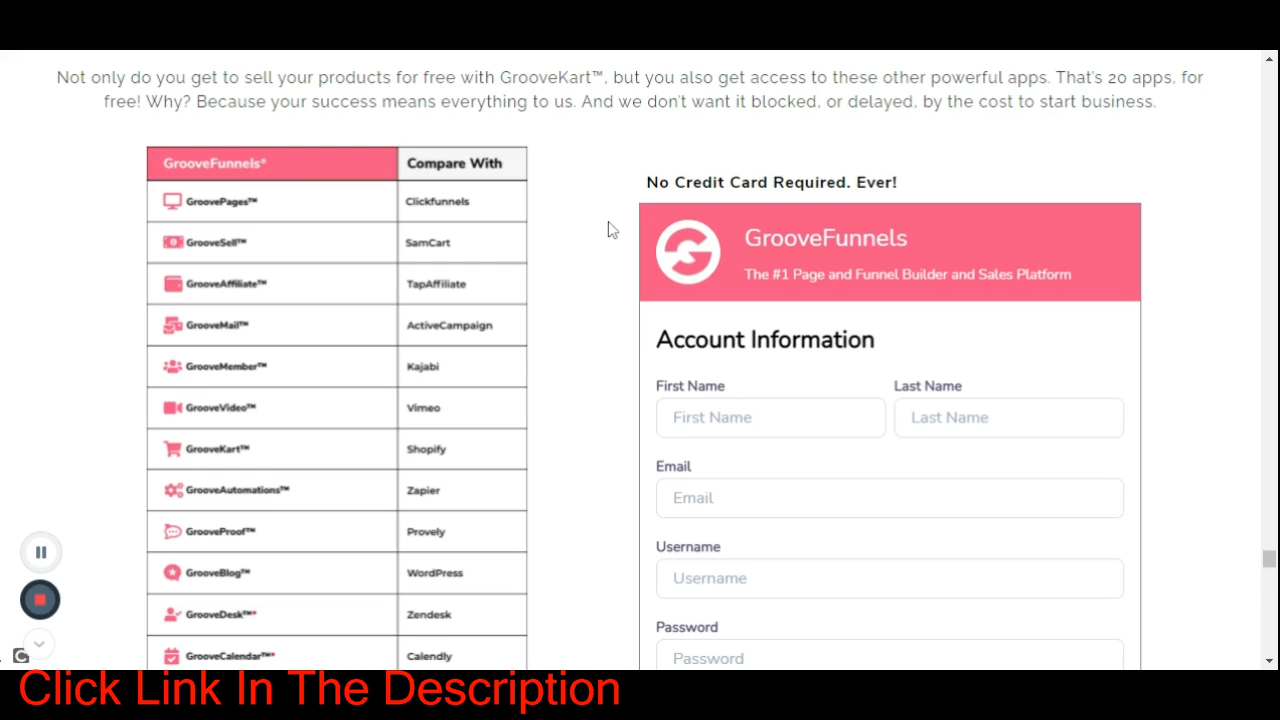 Not only do you get to sell your products for free with GrooveKart™, but you also get access to these other powerful apps. That's 20 apps, for
free! Why? Because your success means everything to us. And we don't want it blocked, or delayed, by the cost to start business.
GrooveFunnels® Compare With
GroovePages™ Clickfunnels
GrooveSell™ SamCart
GrooveAffiliate™ TapAffiliate
GrooveMail™ ActiveCampaign
GrooveMember™ Kajabi
GrooveVideo™ Vimeo
GrooveKart™ Shopify
GrooveAutomations™ Zapier
GrooveProof™ Provely
GrooveBlog™ WordPress
GrooveDesk™* Zendesk
GrooveCalendar™* Calendly
No Credit Card Required. Ever!
GrooveFunnels
The #1 Page and Funnel Builder and Sales Platform
Account Information
First Name Last Name
First Name Last Name
Email
Email
Username
Username
Password
Password
Click Link In The Description